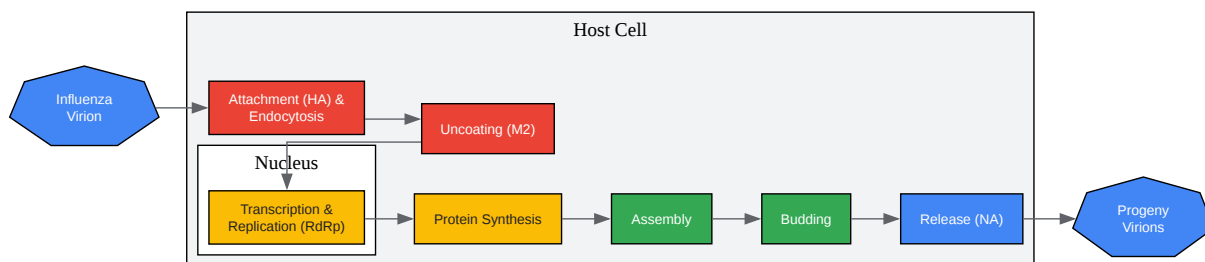 Host Cell
Influenza
Virion
Attachment (HA) &
Endocytosis
Uncoating (M2)
Nucleus
Transcription &
Replication (RdRp)
Protein Synthesis
Assembly
Budding
Release (NA)
Progeny
Virions